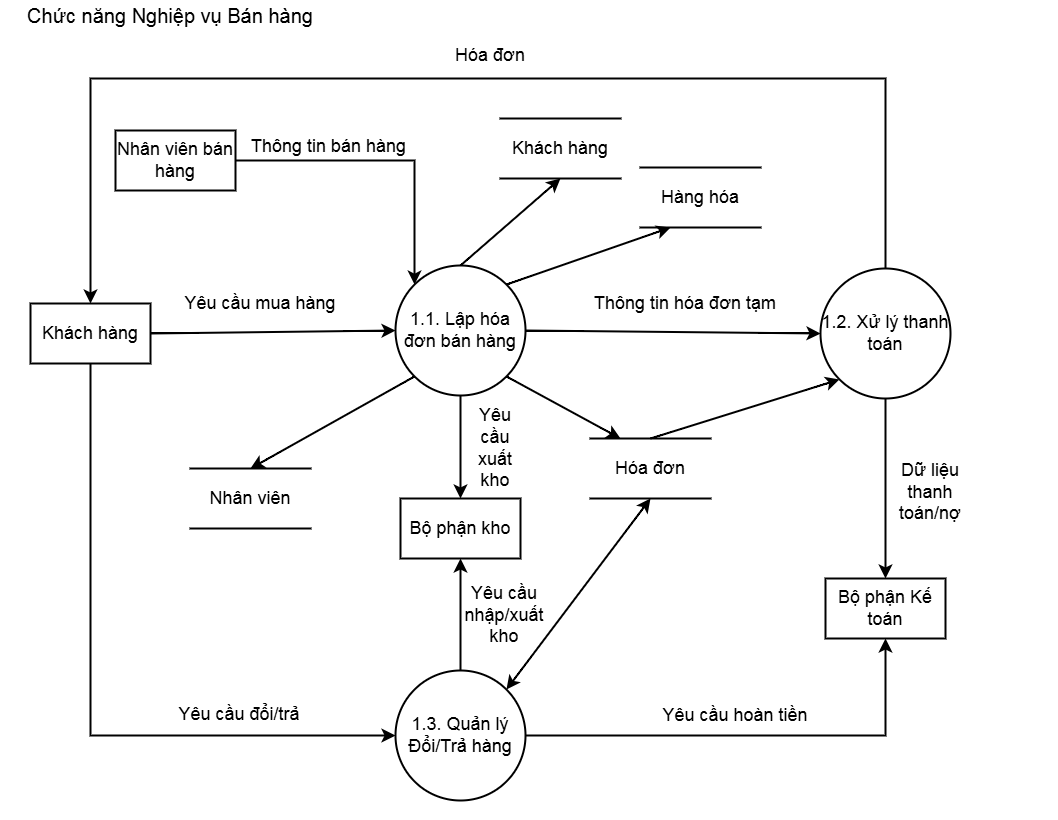 Chức năng Nghiệp vụ Bán hàng
Hóa đơn
Nhân viên bán
hàng
Thông tin bán hàng
Khách hàng
Hàng hóa
Khách hàng
Yêu cầu mua hàng
1.1. Lập hóa
đơn bán hàng
Thông tin hóa đơn tạm
1.2. Xử lý thanh
toán
Nhân viên
Yêu
cầu
xuất
kho
Hóa đơn
Dữ liệu
thanh
toán/nợ
Bộ phận kho
Yêu cầu
nhập/xuất
kho
Bộ phận Kế
toán
Yêu cầu đổi/trả
1.3. Quản lý
Đổi/Trả hàng
Yêu cầu hoàn tiền